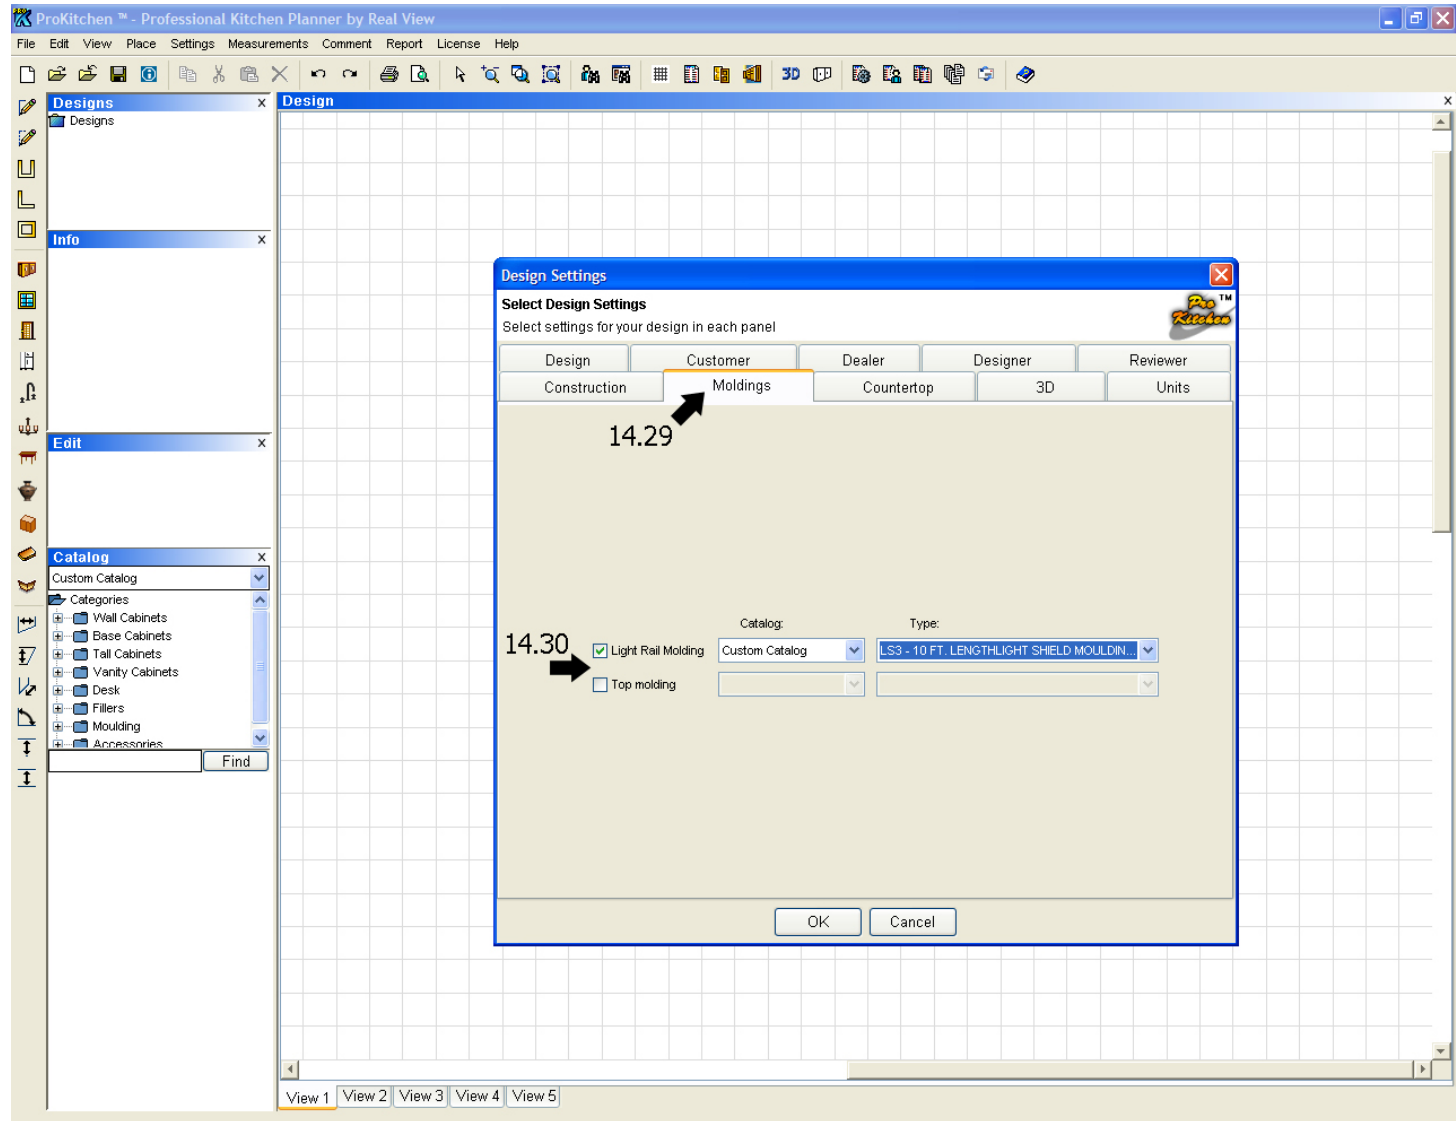 ProKitchen ™ - Professional Kitchen Planner by Real View
File Edit View Place Settings Measurements Comment Report License Help
3D
Designs x
Designs
Info x
Edit x
Catalog x
Custom Catalog
Categories
Wall Cabinets
Base Cabinets
Tall Cabinets
Vanity Cabinets
Desk
Fillers
Moulding
Accessories
Find
Design x
Design Settings
Select Design Settings
Select settings for your design in each panel
Pro Kitchen ™
Design Customer Dealer Designer Reviewer
Construction Moldings Countertop 3D Units
14.29
Catalog: Type:
14.30
Light Rail Molding Custom Catalog LS3 - 10 FT. LENGTHLIGHT SHIELD MOULDIN...
Top molding
OK Cancel
View 1 View 2 View 3 View 4 View 5